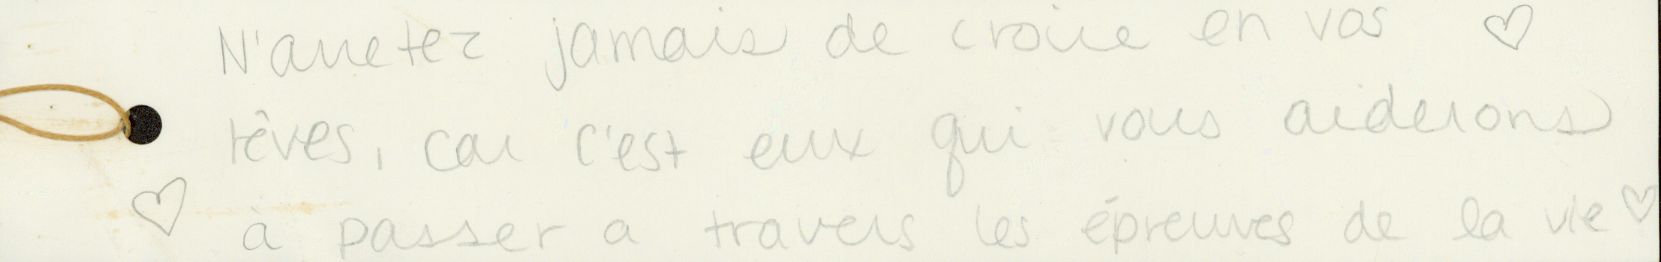 N'arretez jamais de croire en vos ♡
rêves, car c'est eux qui vous aiderons
♡ à passer a travers les épreuves de la vie ♡